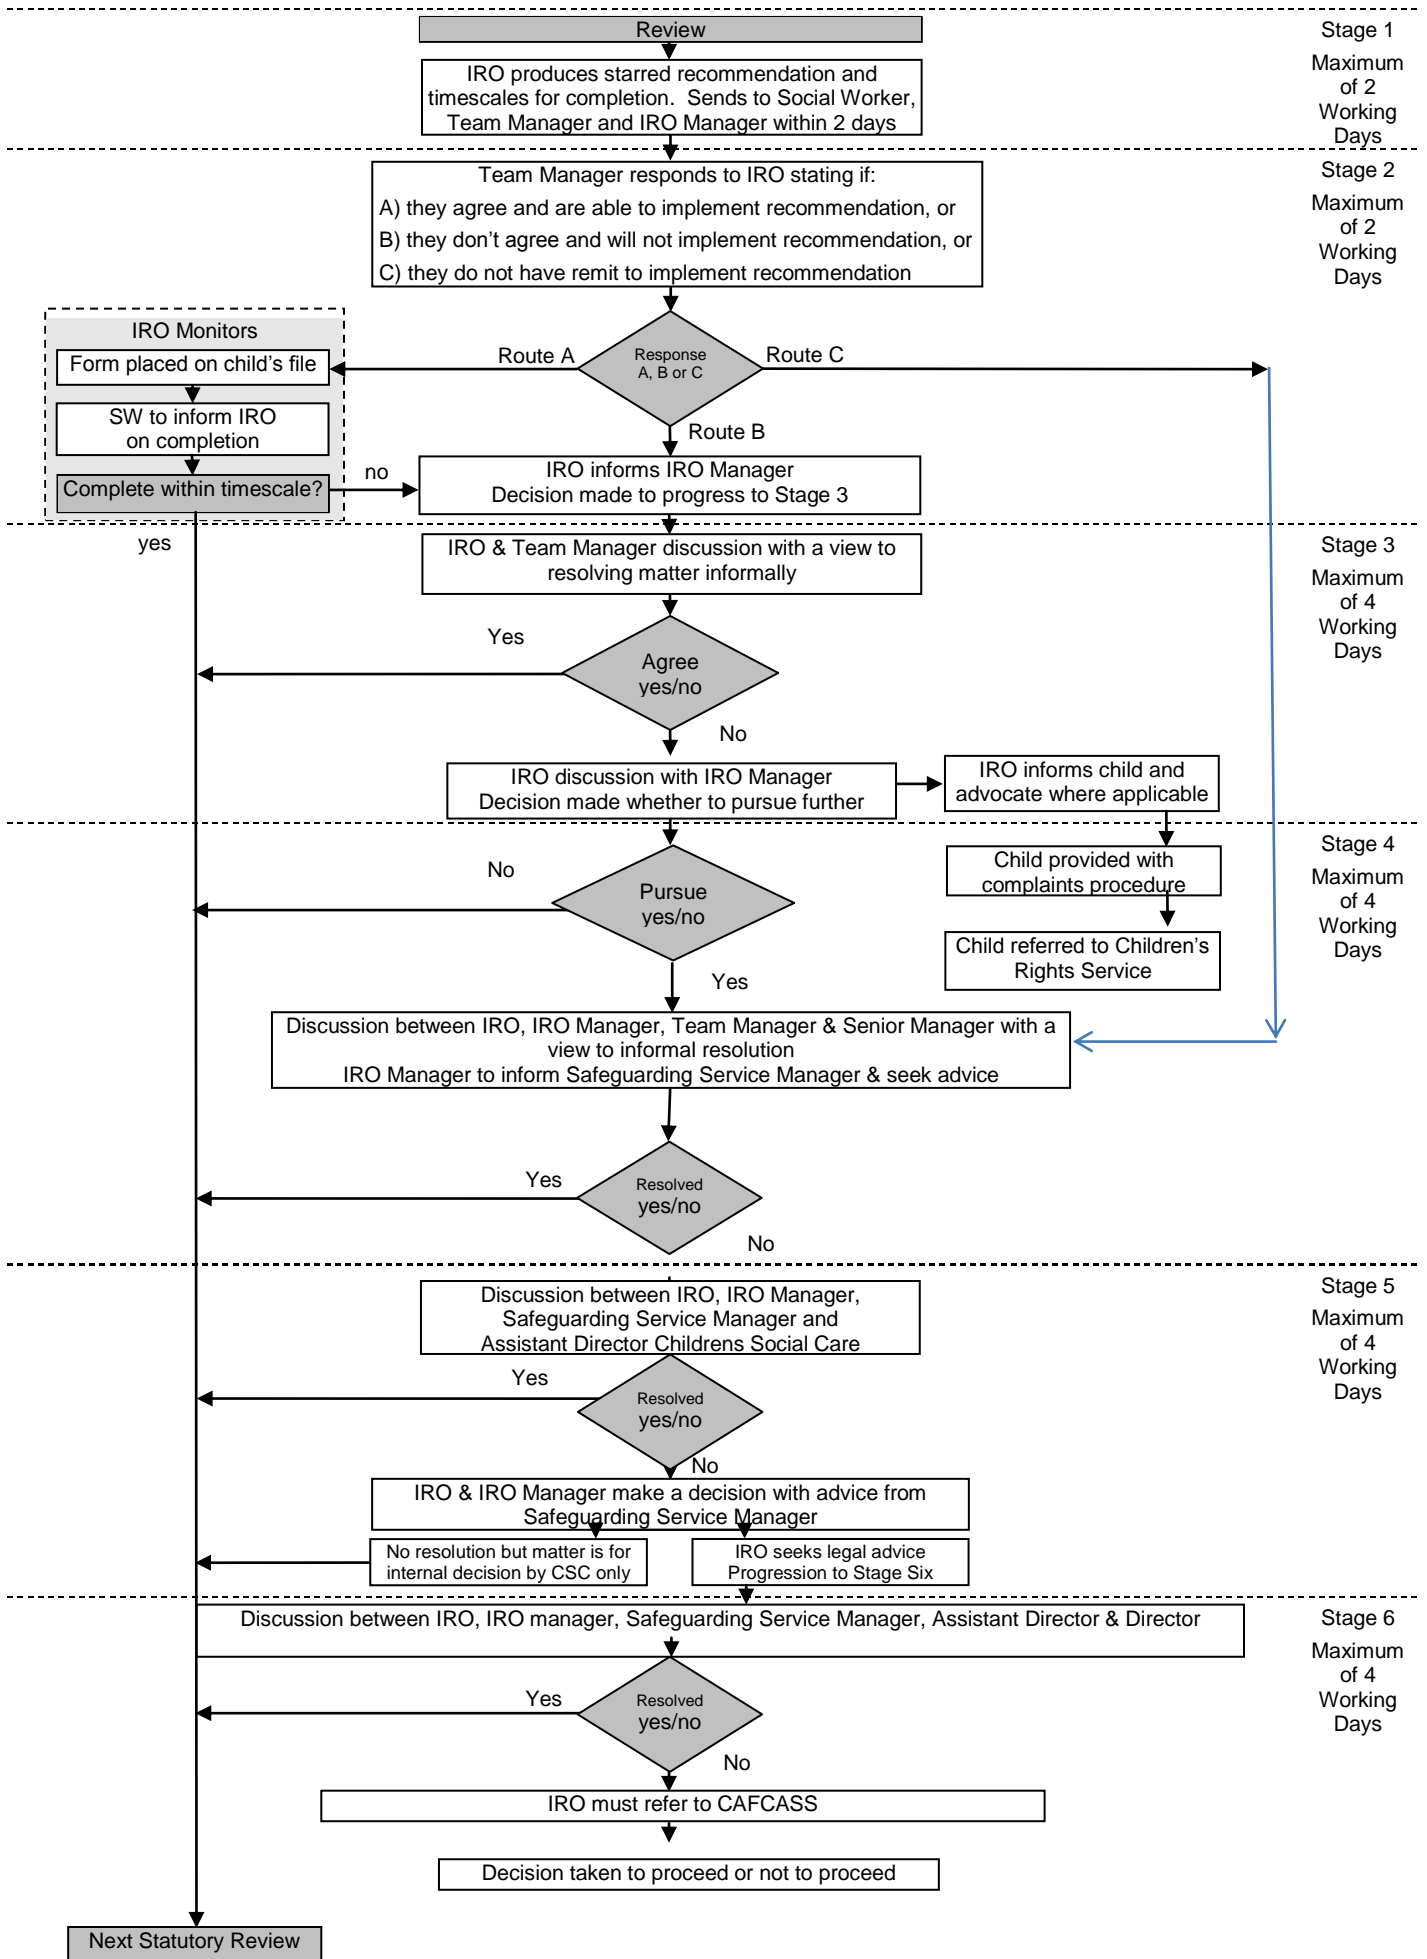 Review
Stage 1
Maximum
of 2
Working
Days
IRO produces starred recommendation and
timescales for completion.  Sends to Social Worker,
Team Manager and IRO Manager within 2 days
Stage 2
Maximum
of 2
Working
Days
Team Manager responds to IRO stating if:
A) they agree and are able to implement recommendation, or
B) they don't agree and will not implement recommendation, or
C) they do not have remit to implement recommendation
IRO Monitors
Form placed on child's file
SW to inform IRO
on completion
Complete within timescale?
Route A
Response
A, B or C
Route C
Route B
no
IRO informs IRO Manager
Decision made to progress to Stage 3
yes
Stage 3
Maximum
of 4
Working
Days
IRO & Team Manager discussion with a view to
resolving matter informally
Yes
Agree
yes/no
No
IRO discussion with IRO Manager
Decision made whether to pursue further
IRO informs child and
advocate where applicable
Stage 4
Maximum
of 4
Working
Days
Child provided with
complaints procedure
Child referred to Children's
Rights Service
No
Pursue
yes/no
Yes
Discussion between IRO, IRO Manager, Team Manager & Senior Manager with a
view to informal resolution
IRO Manager to inform Safeguarding Service Manager & seek advice
Yes
Resolved
yes/no
No
Stage 5
Maximum
of 4
Working
Days
Discussion between IRO, IRO Manager,
Safeguarding Service Manager and
Assistant Director Childrens Social Care
Yes
Resolved
yes/no
No
IRO & IRO Manager make a decision with advice from
Safeguarding Service Manager
No resolution but matter is for
internal decision by CSC only
IRO seeks legal advice
Progression to Stage Six
Stage 6
Maximum
of 4
Working
Days
Discussion between IRO, IRO manager, Safeguarding Service Manager, Assistant Director & Director
Yes
Resolved
yes/no
No
IRO must refer to CAFCASS
Decision taken to proceed or not to proceed
Next Statutory Review